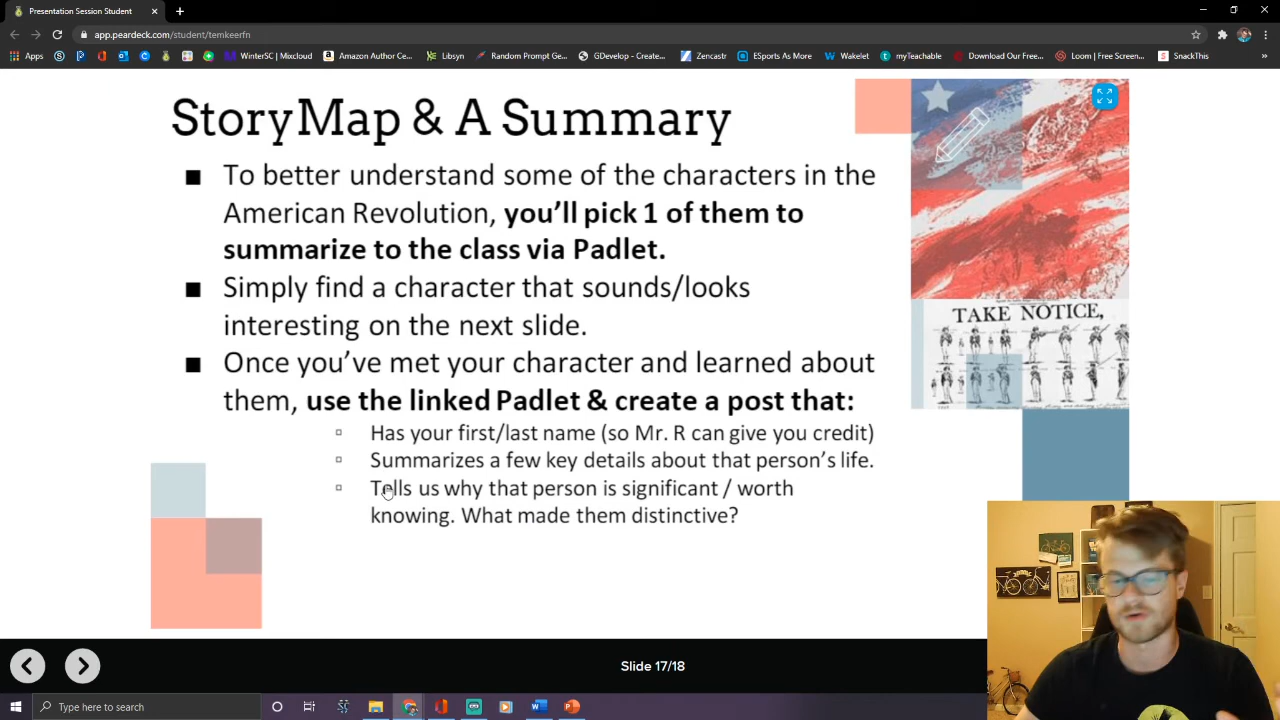 Presentation Session Student
app.peardeck.com/student/temkeerfn
Apps
WinterSC | Mixcloud
Amazon Author Ce...
Libsyn
Random Prompt Ge...
GDevelop - Create...
Zencastr
ESports As More
Wakelet
myTeachable
Download Our Free...
Loom | Free Screen...
SnackThis
StoryMap & A Summary
To better understand some of the characters in the
American Revolution, you'll pick 1 of them to
summarize to the class via Padlet.
Simply find a character that sounds/looks
interesting on the next slide.
Once you've met your character and learned about
them, use the linked Padlet & create a post that:
Has your first/last name (so Mr. R can give you credit)
Summarizes a few key details about that person's life.
Tells us why that person is significant / worth
knowing. What made them distinctive?
TAKE NOTICE,
Slide 17/18
Type here to search